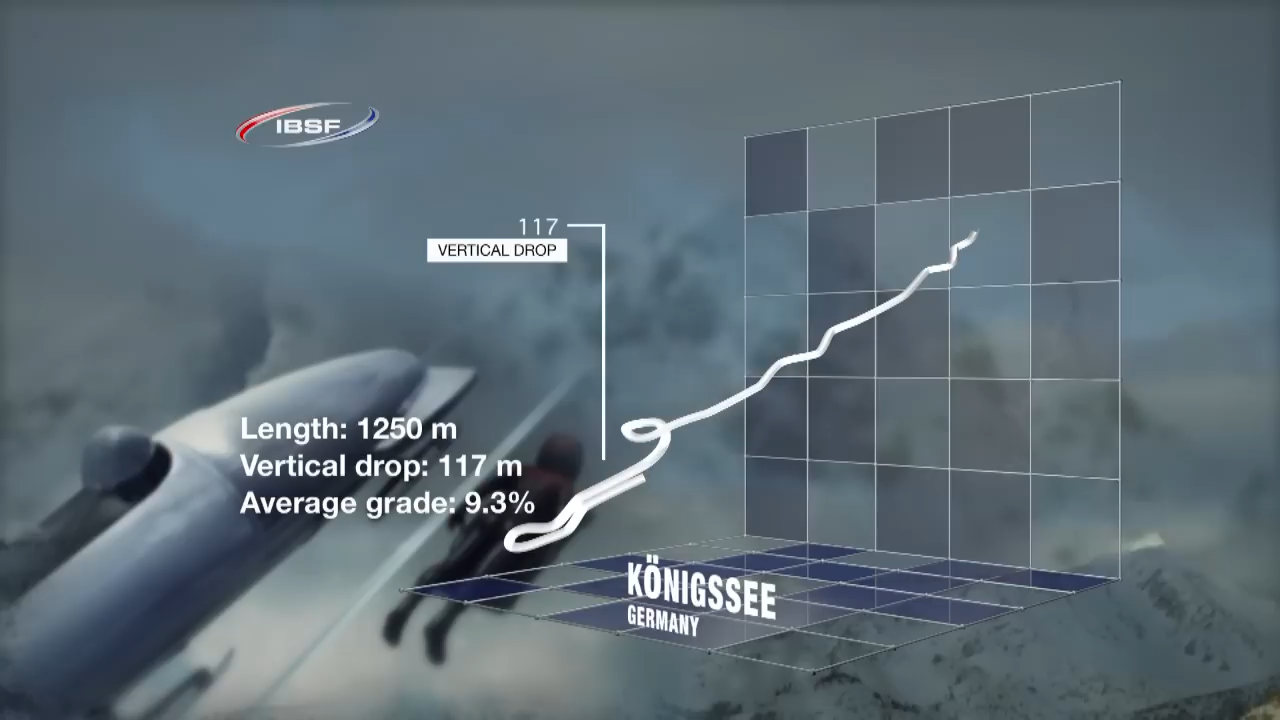 IBSF
117
VERTICAL DROP
Length: 1250 m
Vertical drop: 117 m
Average grade: 9.3%
KÖNIGSSEE
GERMANY